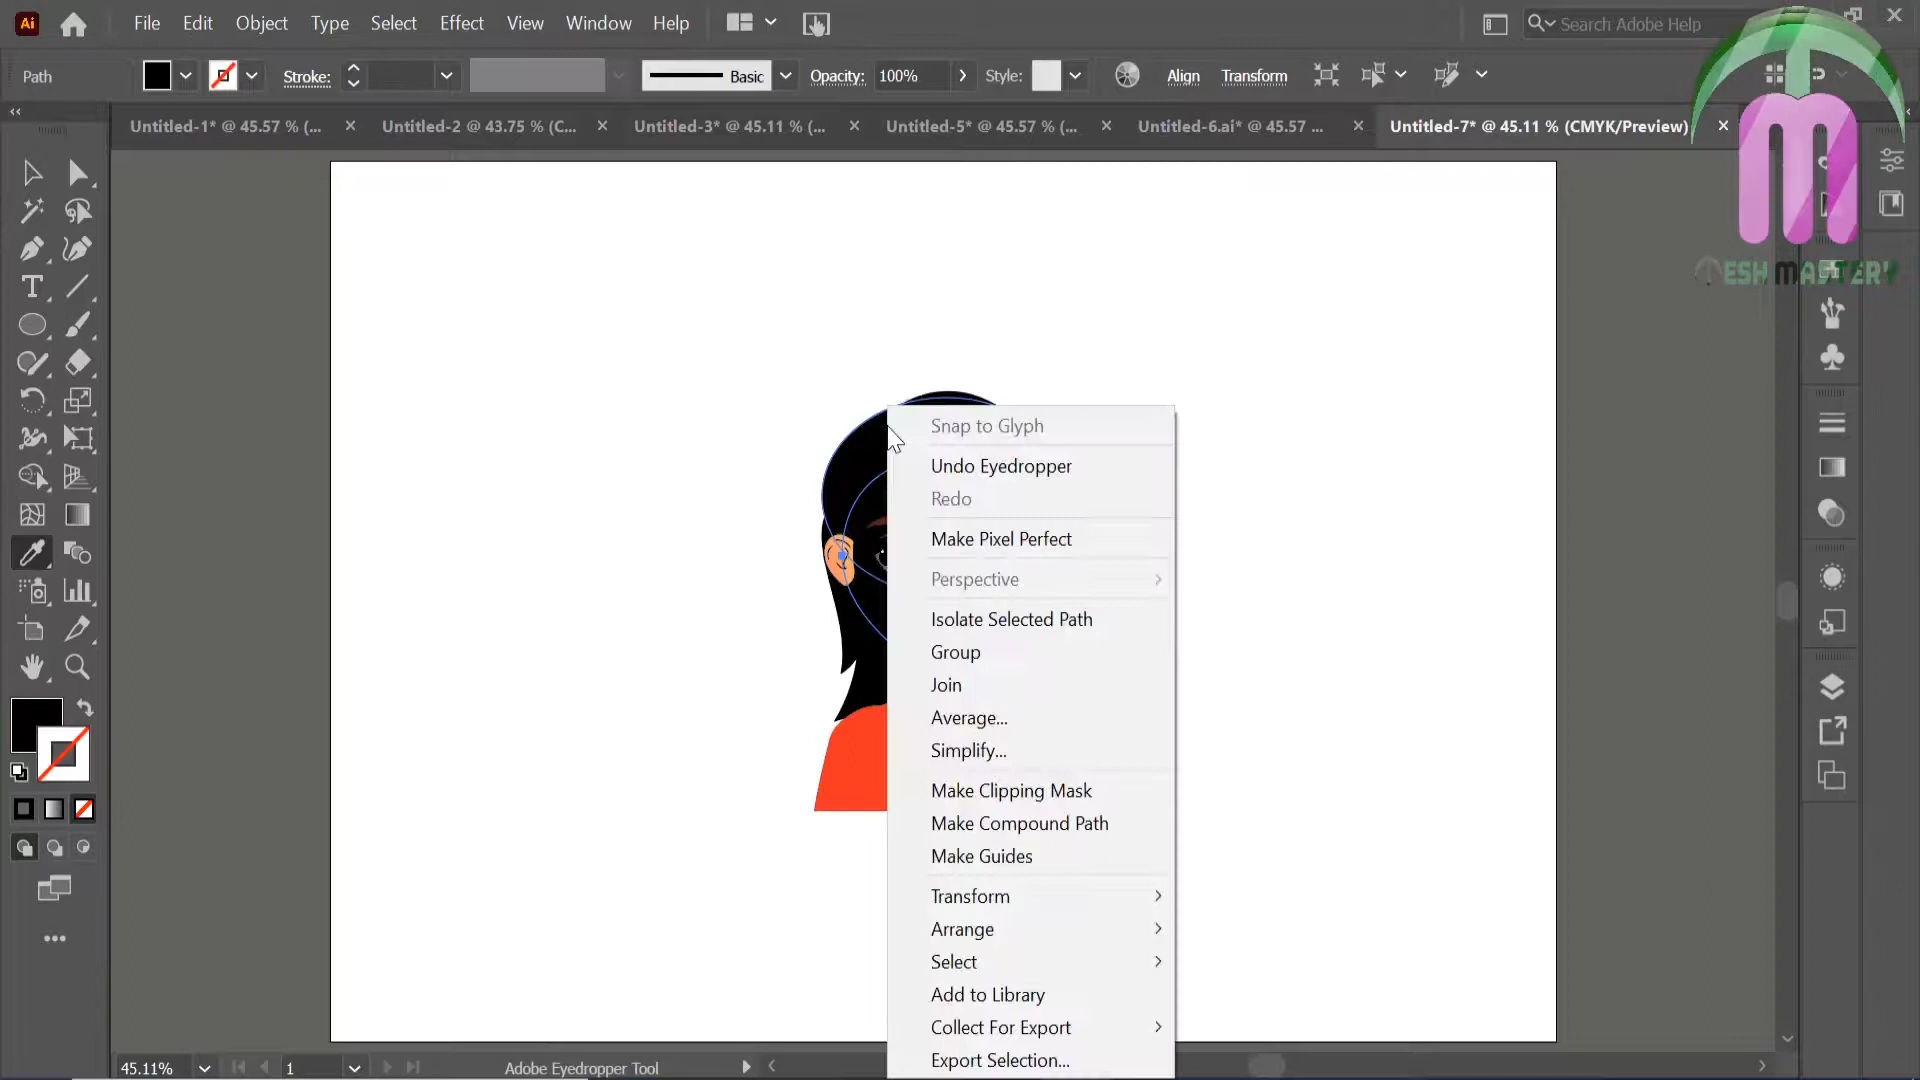 Ai
File Edit Object Type Select Effect View Window Help
Search Adobe Help
Path
Stroke:
Basic
Opacity: 100%
Style:
Align
Transform
Untitled-1* @ 45.57 % (...
Untitled-2 @ 43.75 % (C...
Untitled-3* @ 45.11 % (...
Untitled-5* @ 45.57 % (...
Untitled-6.ai* @ 45.57 ...
Untitled-7* @ 45.11 % (CMYK/Preview)
TESH MASTERY
Snap to Glyph
Undo Eyedropper
Redo
Make Pixel Perfect
Perspective
Isolate Selected Path
Group
Join
Average...
Simplify...
Make Clipping Mask
Make Compound Path
Make Guides
Transform
Arrange
Select
Add to Library
Collect For Export
Export Selection...
45.11%
1
Adobe Eyedropper Tool